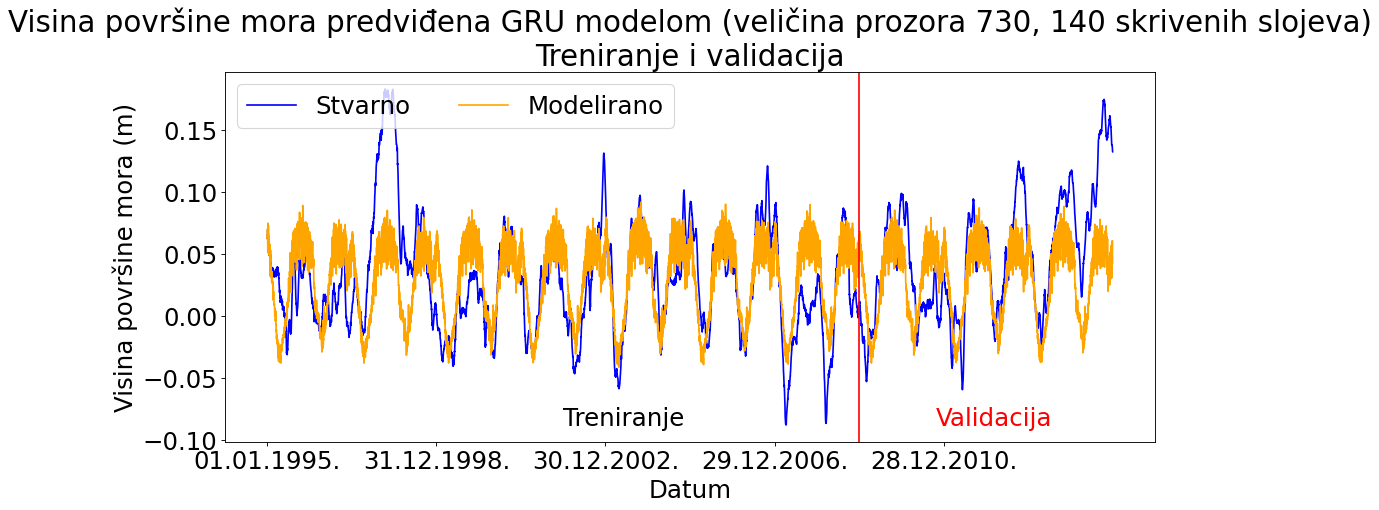 Visina površine mora predviđena GRU modelom (veličina prozora 730, 140 skrivenih slojeva)
Treniranje i validacija
Stvarno
Modelirano
Visina površine mora (m)
0.15
0.10
0.05
0.00
−0.05
−0.10
Treniranje
Validacija
01.01.1995.
31.12.1998.
30.12.2002.
29.12.2006.
28.12.2010.
Datum